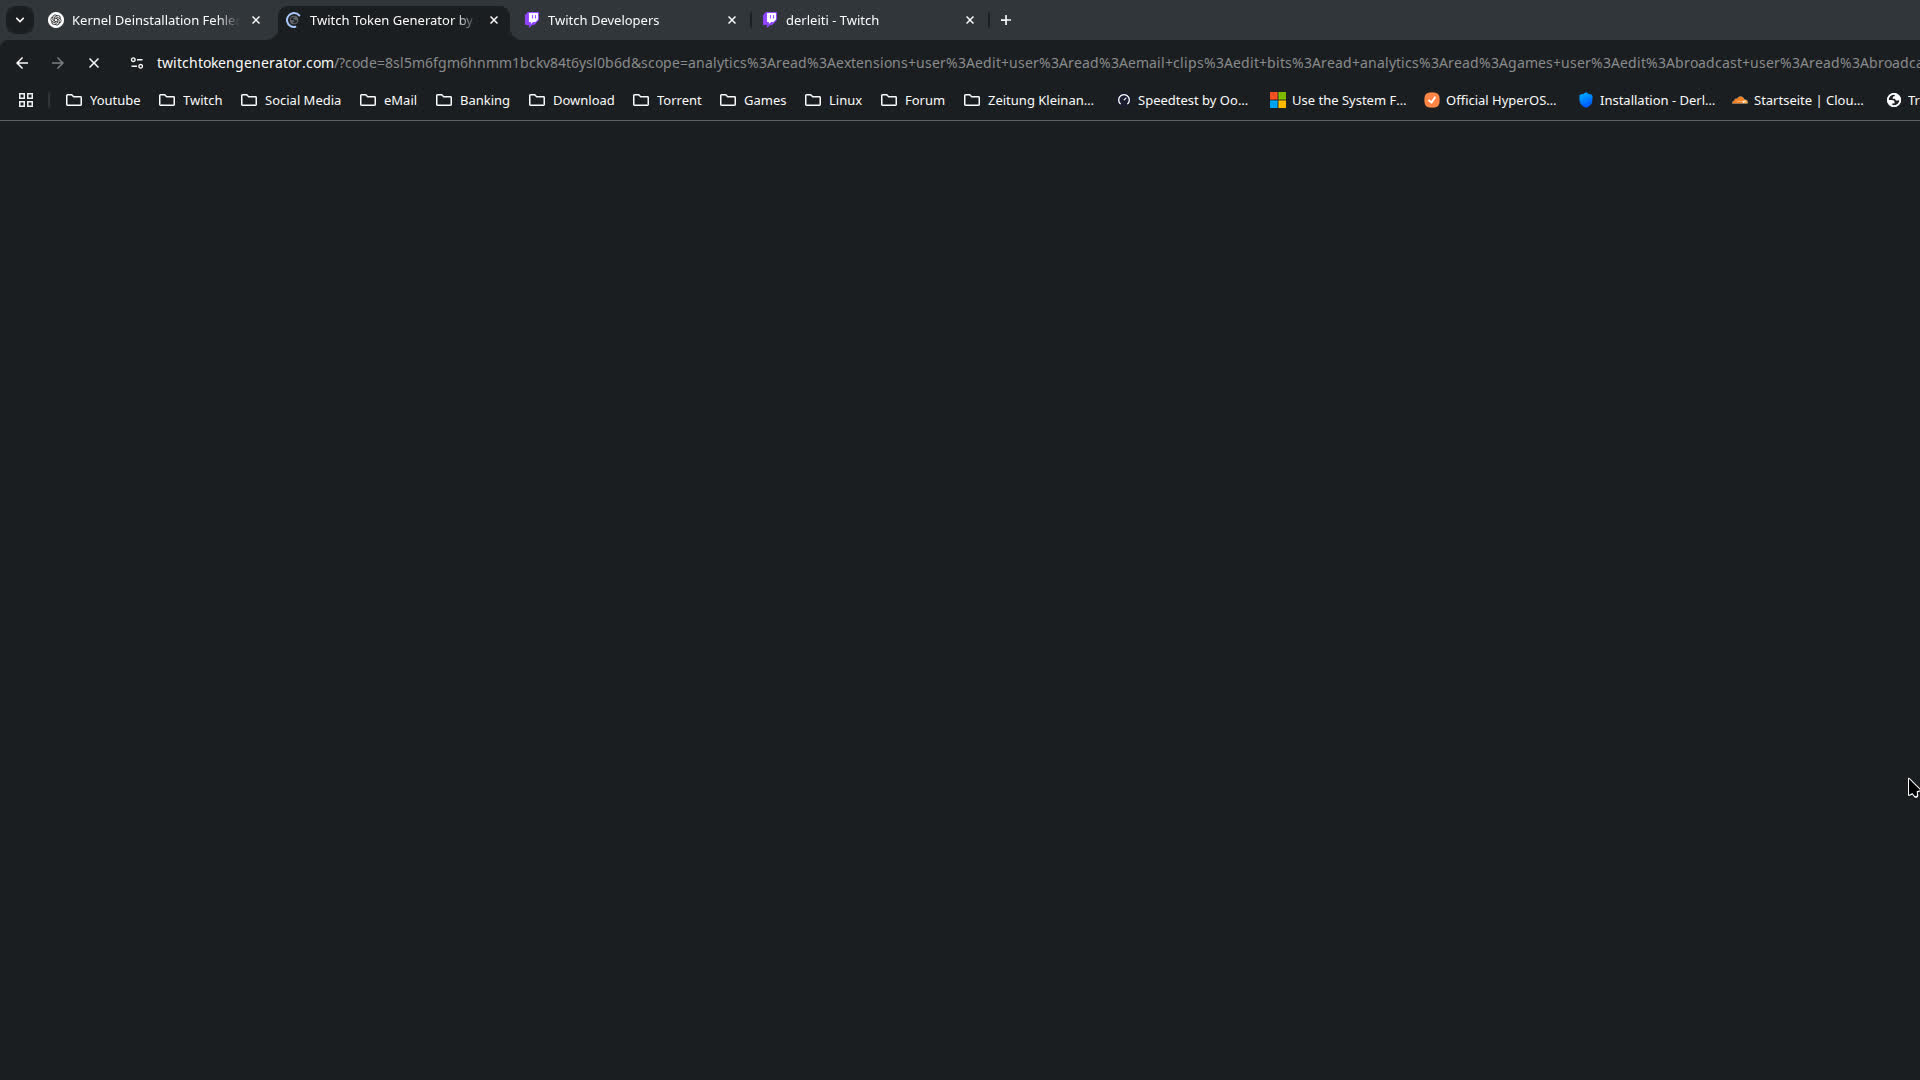 Kernel Deinstallation Fehle
Twitch Token Generator by
Twitch Developers
derleiti - Twitch
twitchtokengenerator.com/?code=8sl5m6fgm6hnmm1bckv84t6ysl0b6d&scope=analytics%3Aread%3Aextensions+user%3Aedit+user%3Aread%3Aemail+clips%3Aedit+bits%3Aread+analytics%3Aread%3Agames+user%3Aedit%3Abroadcast+user%3Aread%3Abroadca
Youtube
Twitch
Social Media
eMail
Banking
Download
Torrent
Games
Linux
Forum
Zeitung Kleinan...
Speedtest by Oo...
Use the System F...
Official HyperOS...
Installation - Derl...
Startseite | Clou...
Tr